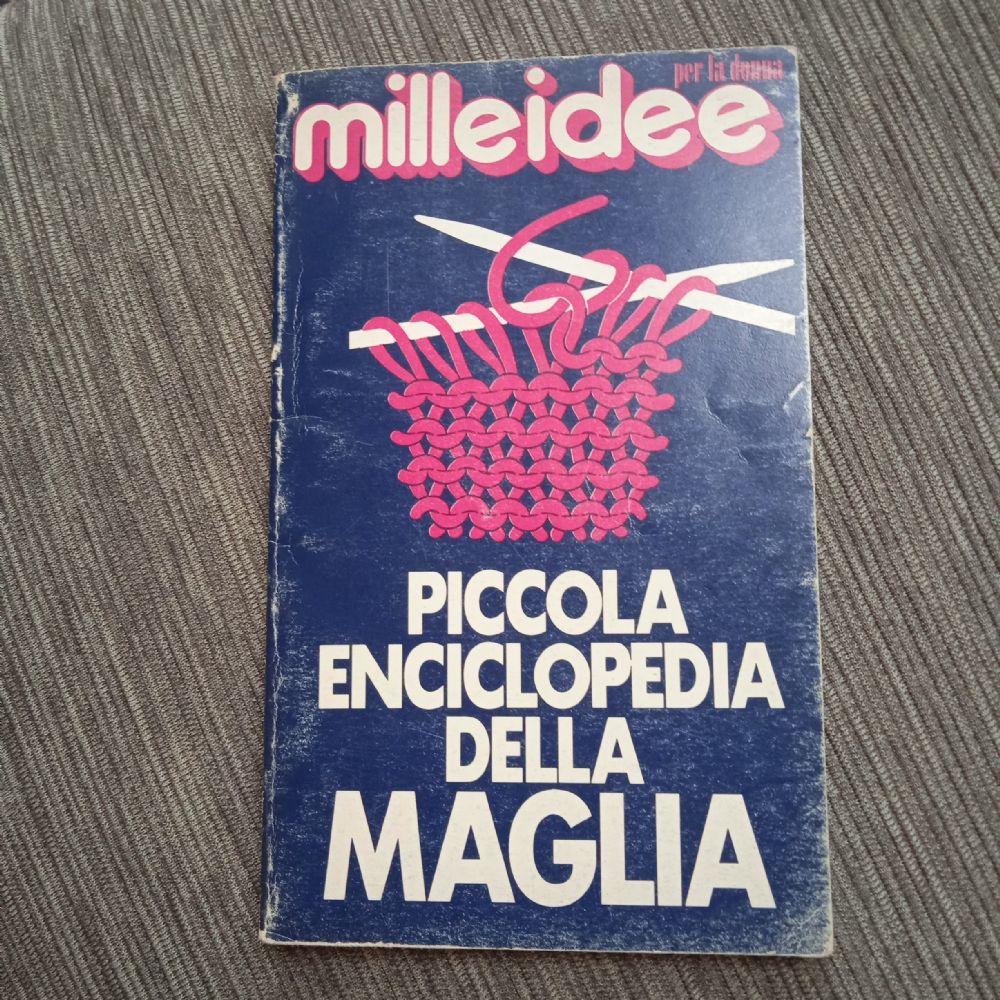 per la donna
milleidee
PICCOLA
ENCICLOPEDIA
DELLA
MAGLIA